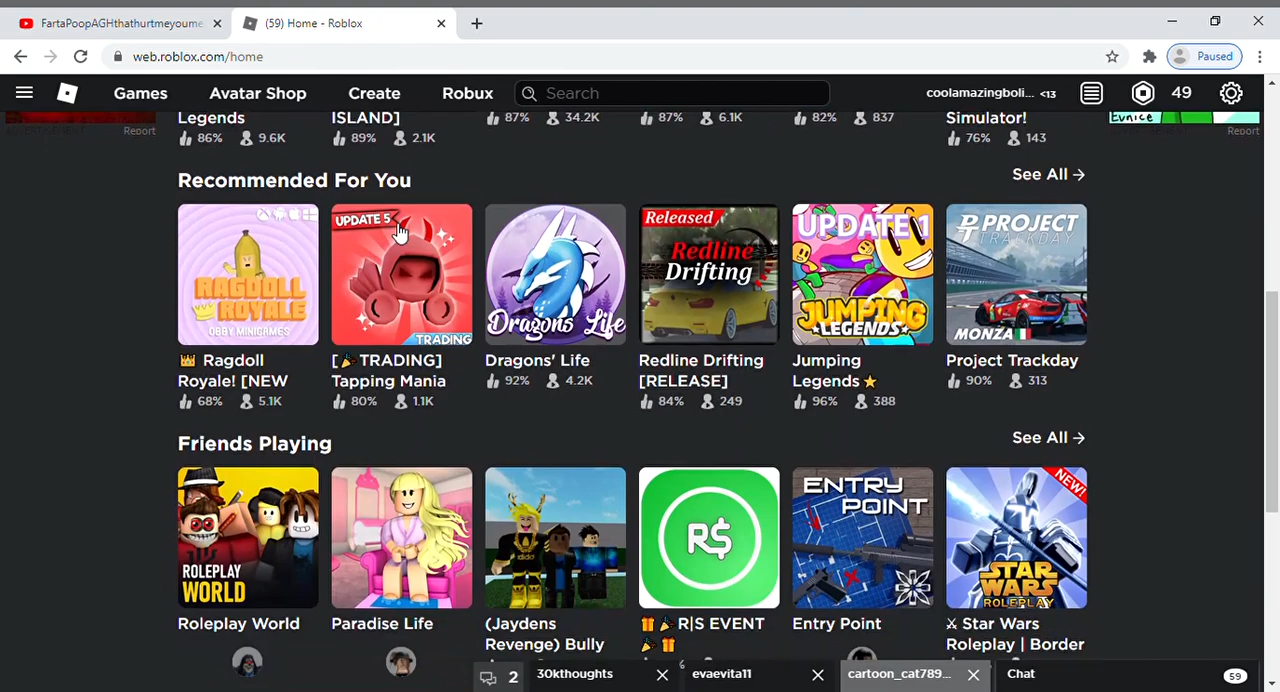 FartaPoopAGHthathurtmeyoume
(59) Home - Roblox
web.roblox.com/home
Paused
Games
Avatar Shop
Create
Robux
Search
coolamazingboli... <13
49
Report
Legends
ISLAND]
Simulator!
Eunice
Report
86% 9.6K
89% 2.1K
87% 34.2K
87% 6.1K
82% 837
76% 143
Recommended For You
See All →
RAGDOLL
ROYALE!
OBBY MINIGAMES
UPDATE 5
TRADING
Dragons Life
Released
Redline
Drifting
UPDATE 1
JUMPING
LEGENDS
PROJECT
TRACKDAY
MONZA
👑 Ragdoll
Royale! [NEW
68% 5.1K
[🎉TRADING]
Tapping Mania
80% 1.1K
Dragons' Life
92% 4.2K
Redline Drifting
[RELEASE]
84% 249
Jumping
Legends⭐
96% 388
Project Trackday
90% 313
Friends Playing
See All →
ROLEPLAY
WORLD
R$
ENTRY
POINT
NEW!
STAR
WARS
ROLEPLAY
Roleplay World
Paradise Life
(Jaydens
Revenge) Bully
🎁🎉R|S EVENT
🎉🎁
Entry Point
⚔ Star Wars
Roleplay | Border
2
30kthoughts
evaevita11
cartoon_cat789...
Chat
59